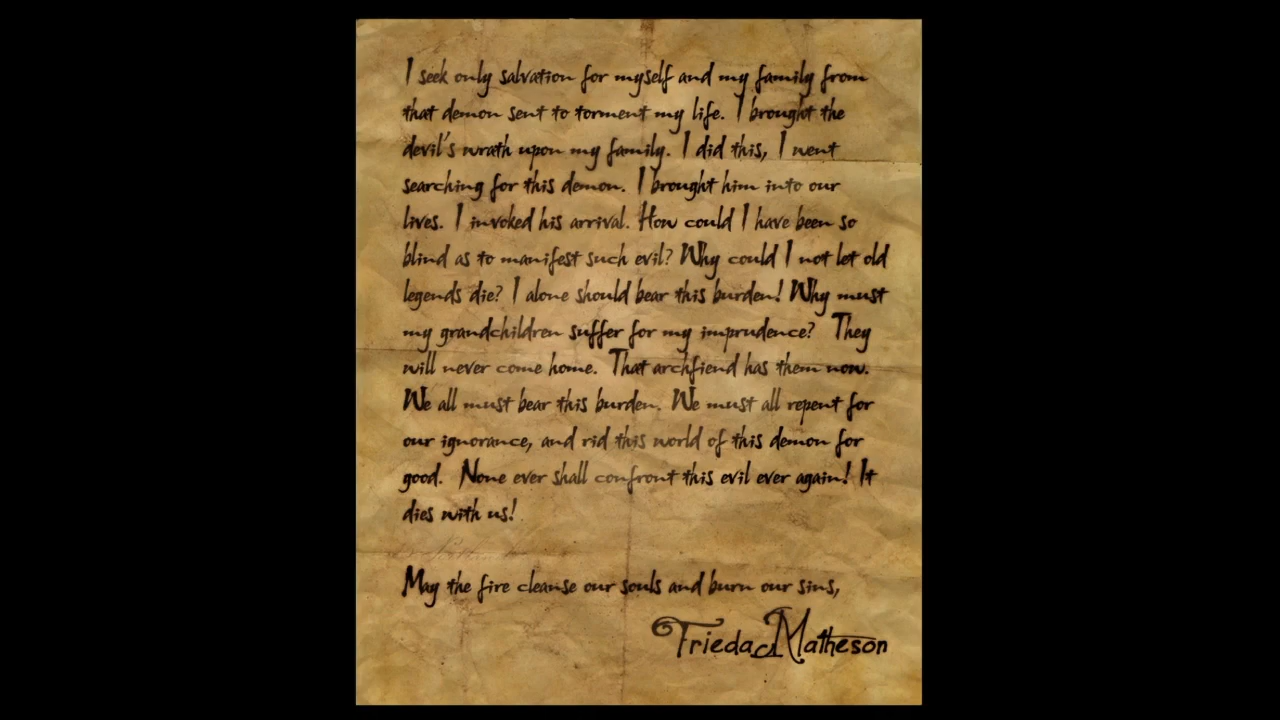 I seek only salvation for myself and my family from
that demon sent to torment my life. I brought the
devil's wrath upon my family. I did this, I went
searching for this demon. I brought him into our
lives. I invoked his arrival. How could I have been so
blind as to manifest such evil? Why could I not let old
legends die? I alone should bear this burden! Why must
my grandchildren suffer for my imprudence? They
will never come home. That archfiend has them now.
We all must bear this burden. We must all repent for
our ignorance, and rid this world of this demon for
good. None ever shall confront this evil ever again! It
dies with us!
May the fire cleanse our souls and burn our sins,
Frieda Matheson